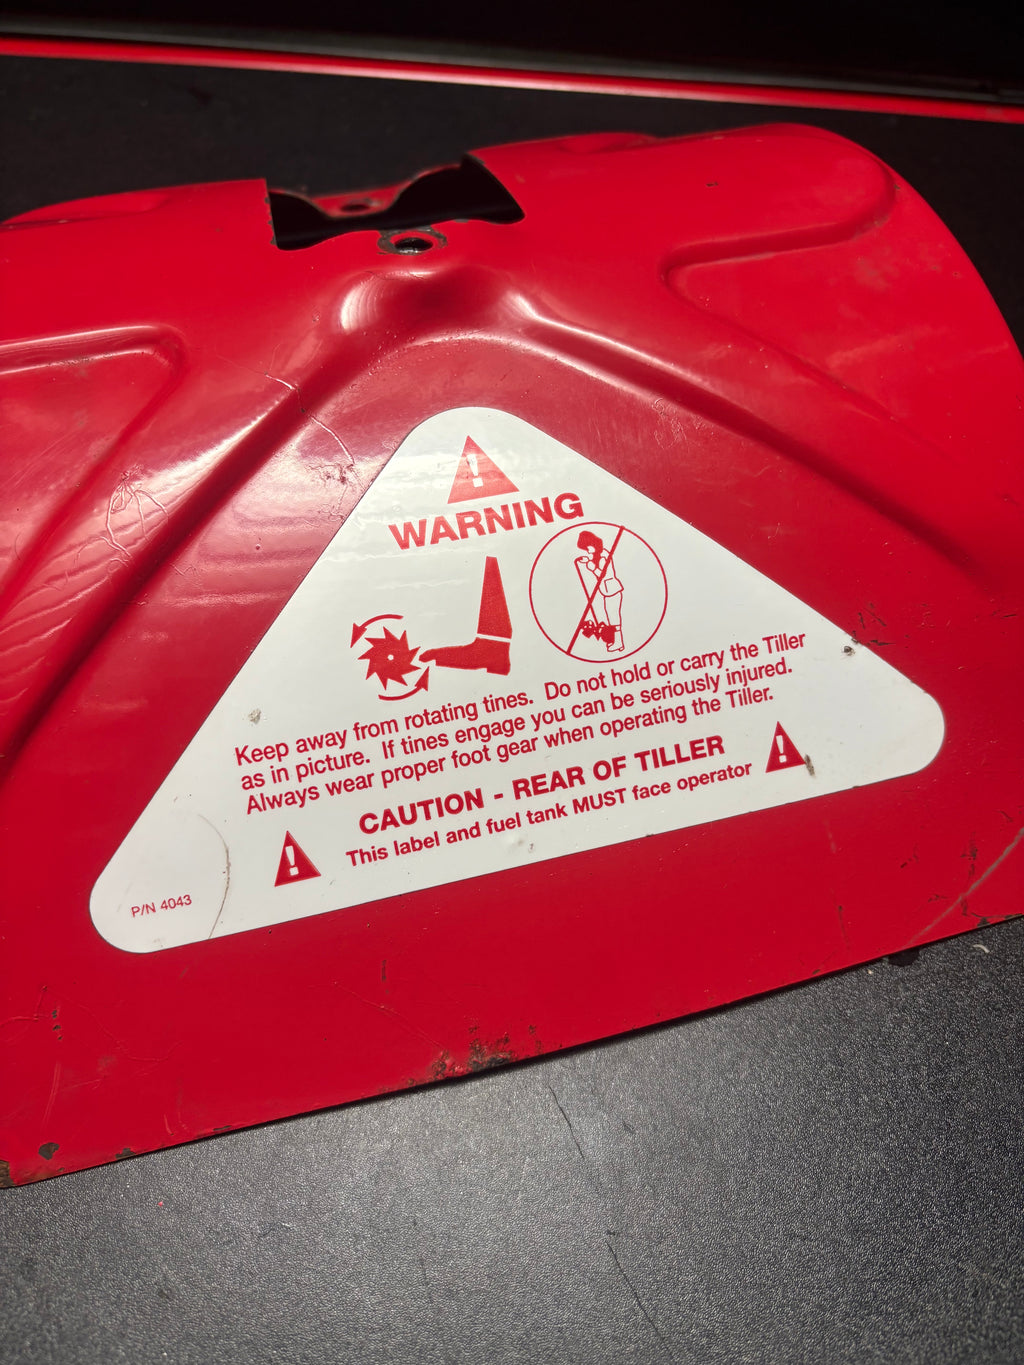 WARNING
Keep away from rotating tines. Do not hold or carry the Tiller
as in picture. If tines engage you can be seriously injured.
Always wear proper foot gear when operating the Tiller.
CAUTION - REAR OF TILLER
This label and fuel tank MUST face operator
P/N 4043